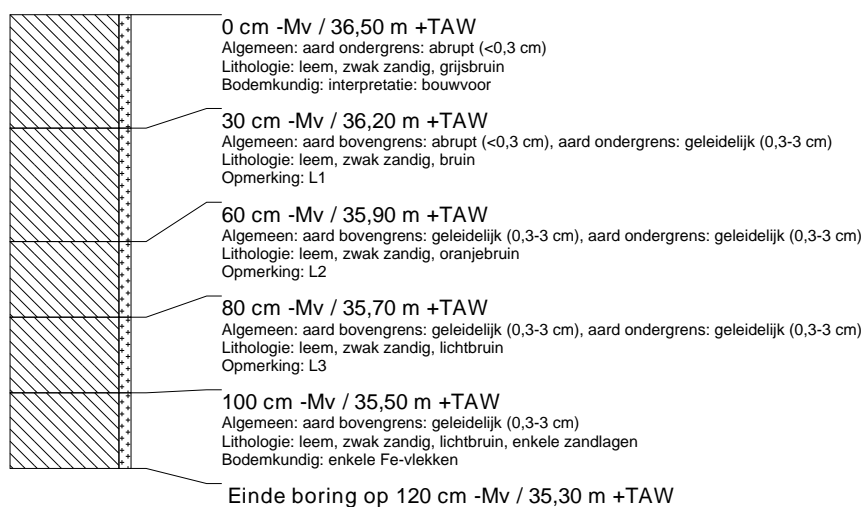 0 cm -Mv / 36,50 m +TAW
Algemeen: aard ondergrens: abrupt (<0,3 cm)
Lithologie: leem, zwak zandig, grijsbruin
Bodemkundig: interpretatie: bouwvoor
30 cm -Mv / 36,20 m +TAW
Algemeen: aard bovengrens: abrupt (<0,3 cm), aard ondergrens: geleidelijk (0,3-3 cm)
Lithologie: leem, zwak zandig, bruin
Opmerking: L1
60 cm -Mv / 35,90 m +TAW
Algemeen: aard bovengrens: geleidelijk (0,3-3 cm), aard ondergrens: geleidelijk (0,3-3 cm)
Lithologie: leem, zwak zandig, oranjebruin
Opmerking: L2
80 cm -Mv / 35,70 m +TAW
Algemeen: aard bovengrens: geleidelijk (0,3-3 cm), aard ondergrens: geleidelijk (0,3-3 cm)
Lithologie: leem, zwak zandig, lichtbruin
Opmerking: L3
100 cm -Mv / 35,50 m +TAW
Algemeen: aard bovengrens: geleidelijk (0,3-3 cm)
Lithologie: leem, zwak zandig, lichtbruin, enkele zandlagen
Bodemkundig: enkele Fe-vlekken
Einde boring op 120 cm -Mv / 35,30 m +TAW